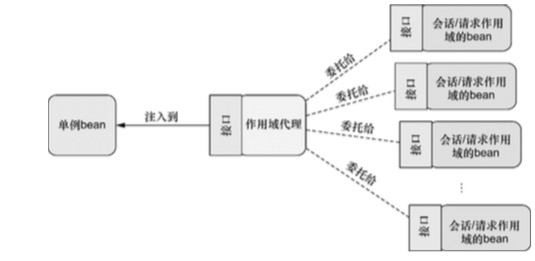 单例bean
注入到
接口
作用域代理
委托给
接口
会话/请求作用
域的bean
委托给
接口
会话/请求作用
域的bean
委托给
接口
会话/请求作用
域的bean
...
委托给
接口
会话/请求作用
域的bean